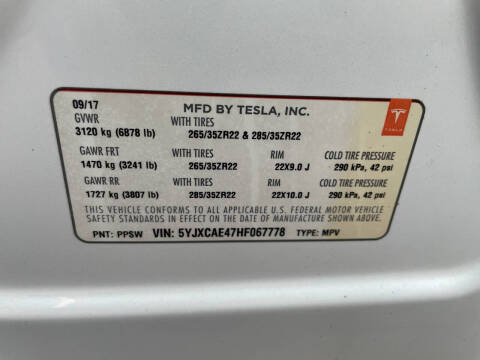 09/17 MFD BY TESLA, INC.
GVWR WITH TIRES
3120 kg (6878 lb) 265/35ZR22 & 285/35ZR22
GAWR FRT WITH TIRES RIM COLD TIRE PRESSURE
1470 kg (3241 lb) 265/35ZR22 22X9.0 J 290 kPa, 42 psi
GAWR RR WITH TIRES RIM COLD TIRE PRESSURE
1727 kg (3807 lb) 285/35ZR22 22X10.0 J 290 kPa, 42 psi
THIS VEHICLE CONFORMS TO ALL APPLICABLE U.S. FEDERAL MOTOR VEHICLE
SAFETY STANDARDS IN EFFECT ON THE DATE OF MANUFACTURE SHOWN ABOVE.
PNT: PPSW VIN: 5YJXCAE47HF067778 TYPE: MPV
TESLA